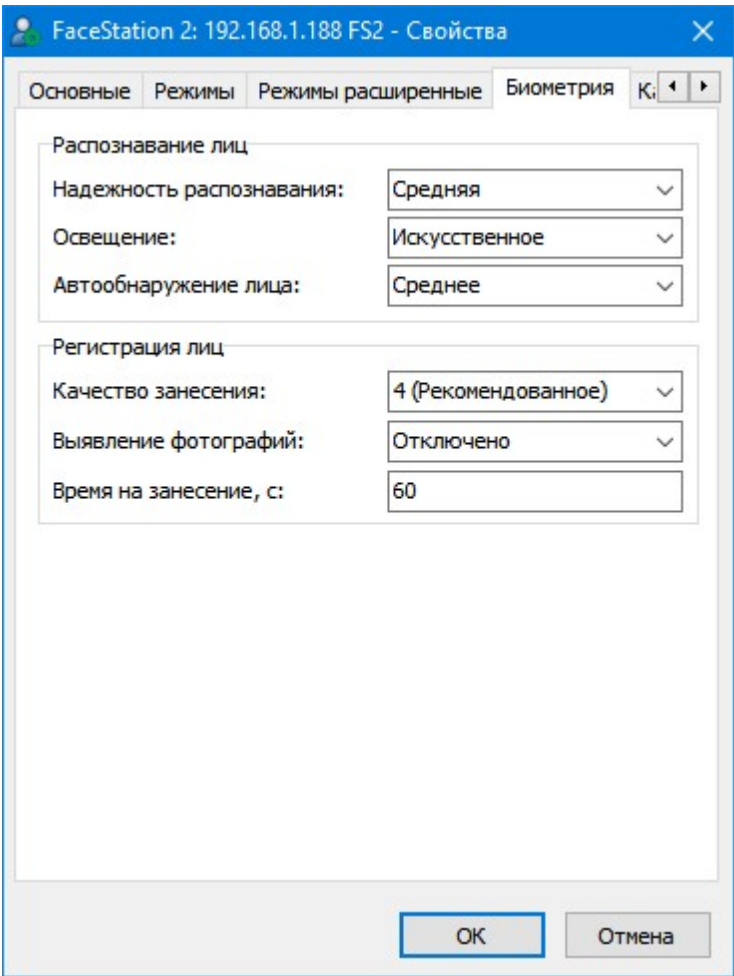 FaceStation 2: 192.168.1.188 FS2 - Свойства
Основные Режимы Режимы расширенные Биометрия
Распознавание лиц
Надежность распознавания: Средняя
Освещение: Искусственное
Автообнаружение лица: Среднее
Регистрация лиц
Качество занесения: 4 (Рекомендованное)
Выявление фотографий: Отключено
Время на занесение, с: 60
OK Отмена